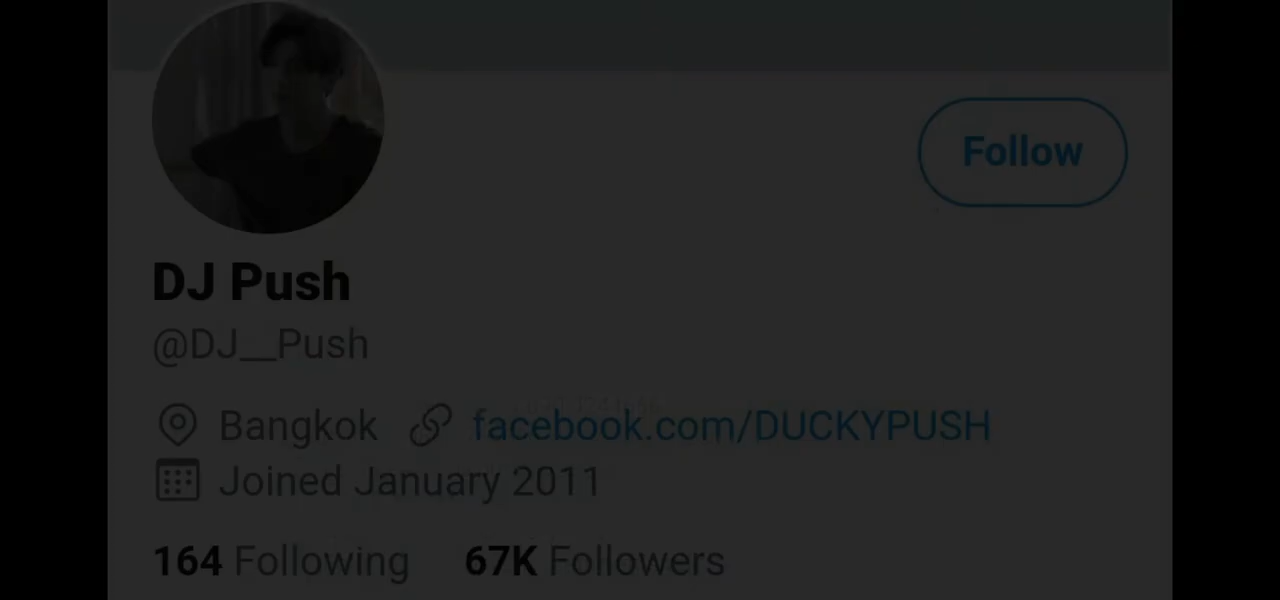 Follow
DJ Push
@DJ__Push
Bangkok facebook.com/DUCKYPUSH
Joined January 2011
164 Following 67K Followers